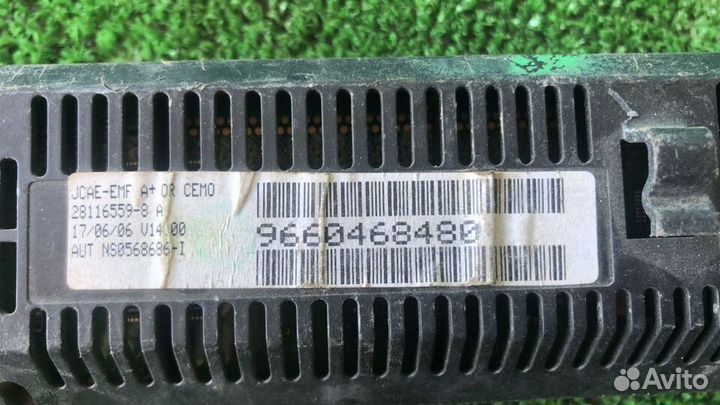 JCAE-EMF A+ OR CEMO
28116559-8 A
17/06/06 V14.00
AUT NS0568686-I
9660468480
Avito